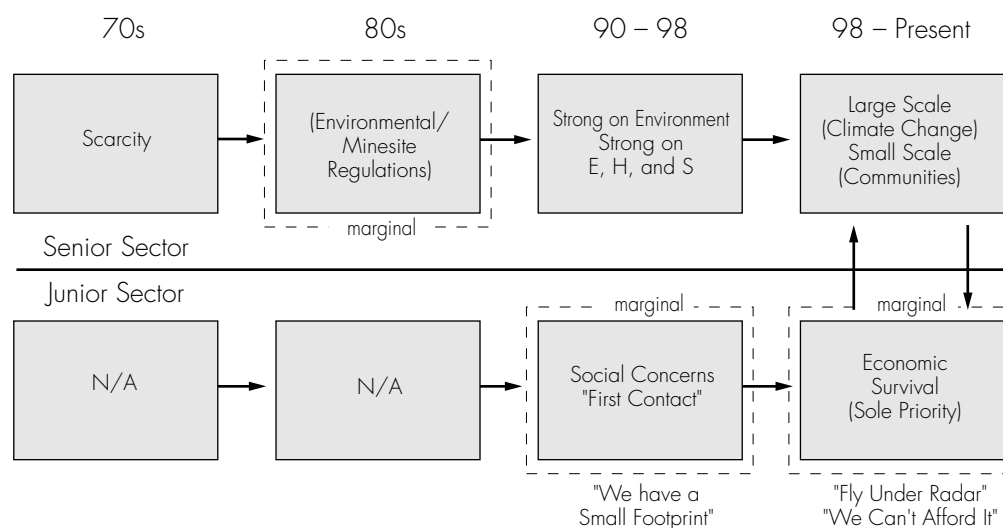 70s
80s
90 – 98
98 – Present
Scarcity
(Environmental/
Minesite
Regulations)
marginal
Strong on Environment
Strong on
E, H, and S
Large Scale
(Climate Change)
Small Scale
(Communities)
Senior Sector
Junior Sector
N/A
N/A
marginal
Social Concerns
"First Contact"
"We have a
Small Footprint"
marginal
Economic
Survival
(Sole Priority)
"Fly Under Radar"
"We Can't Afford It"